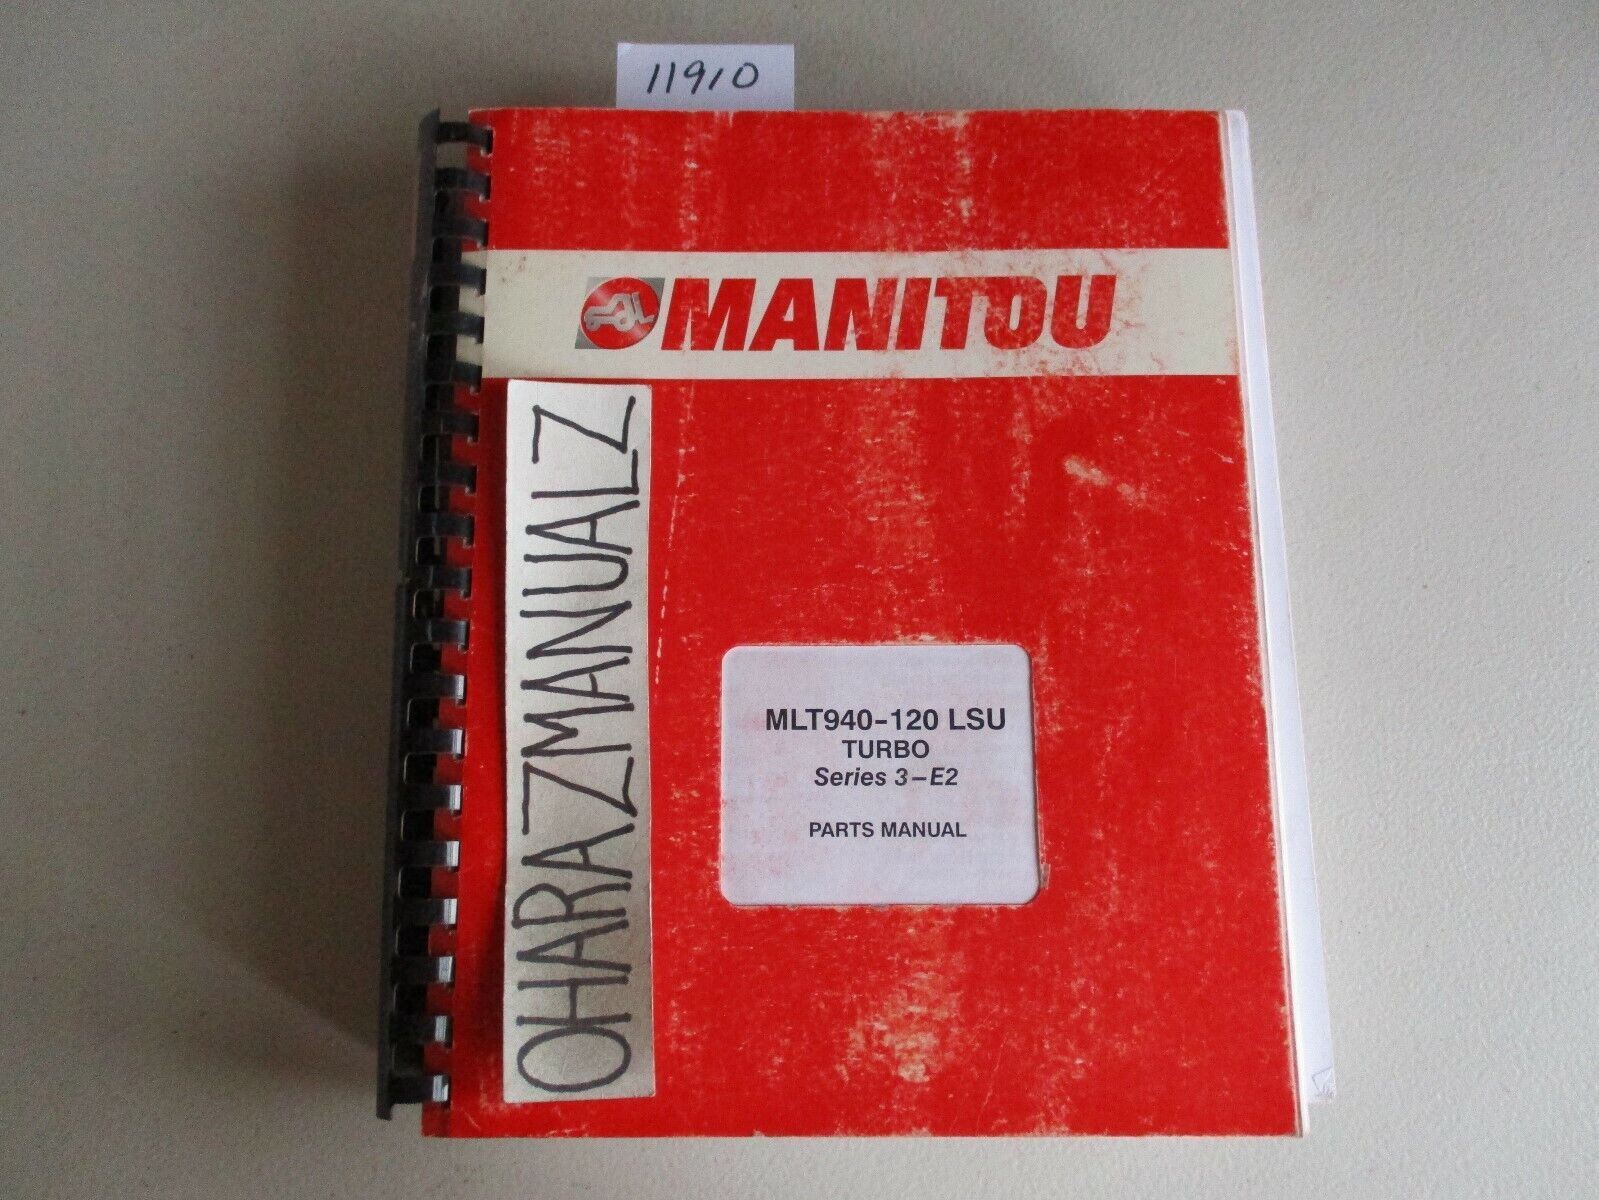 11910
MANITOU
OHARAZMANUALZ
MLT940-120 LSU
TURBO
Series 3-E2
PARTS MANUAL